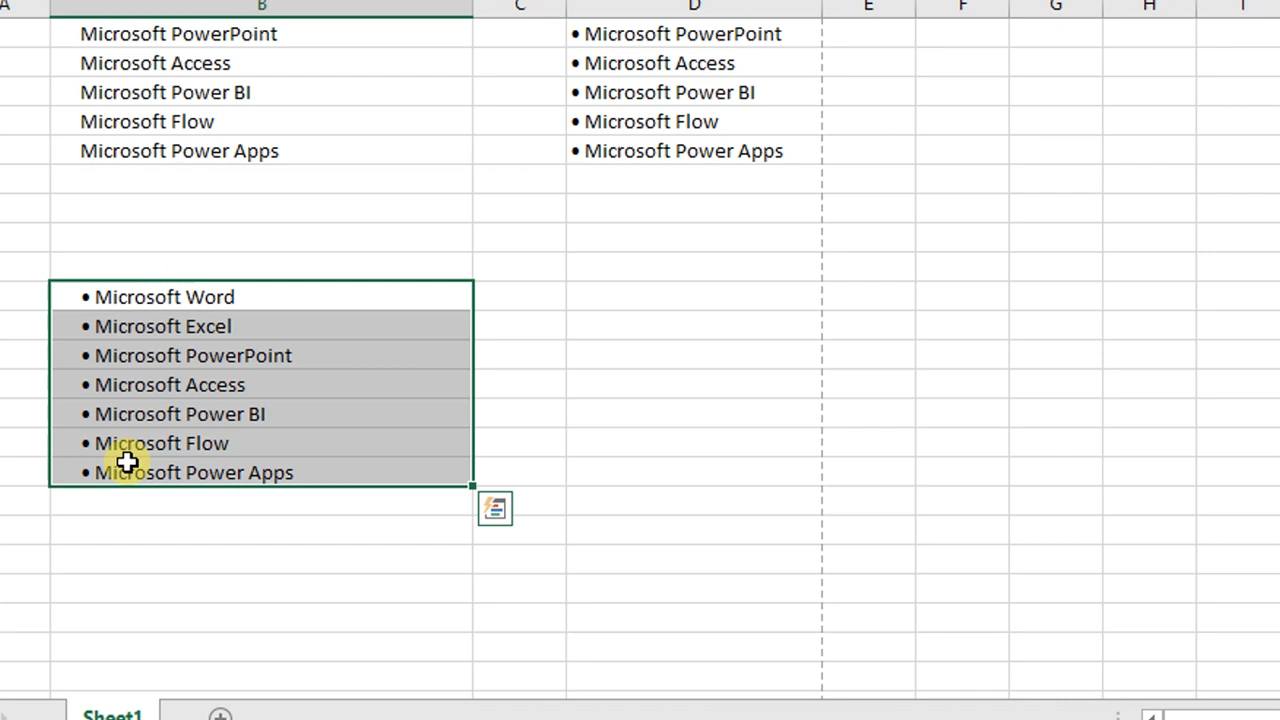 A B C D E F G H I
Microsoft PowerPoint • Microsoft PowerPoint
Microsoft Access • Microsoft Access
Microsoft Power BI • Microsoft Power BI
Microsoft Flow • Microsoft Flow
Microsoft Power Apps • Microsoft Power Apps
• Microsoft Word
• Microsoft Excel
• Microsoft PowerPoint
• Microsoft Access
• Microsoft Power BI
• Microsoft Flow
• Microsoft Power Apps
Sheet1